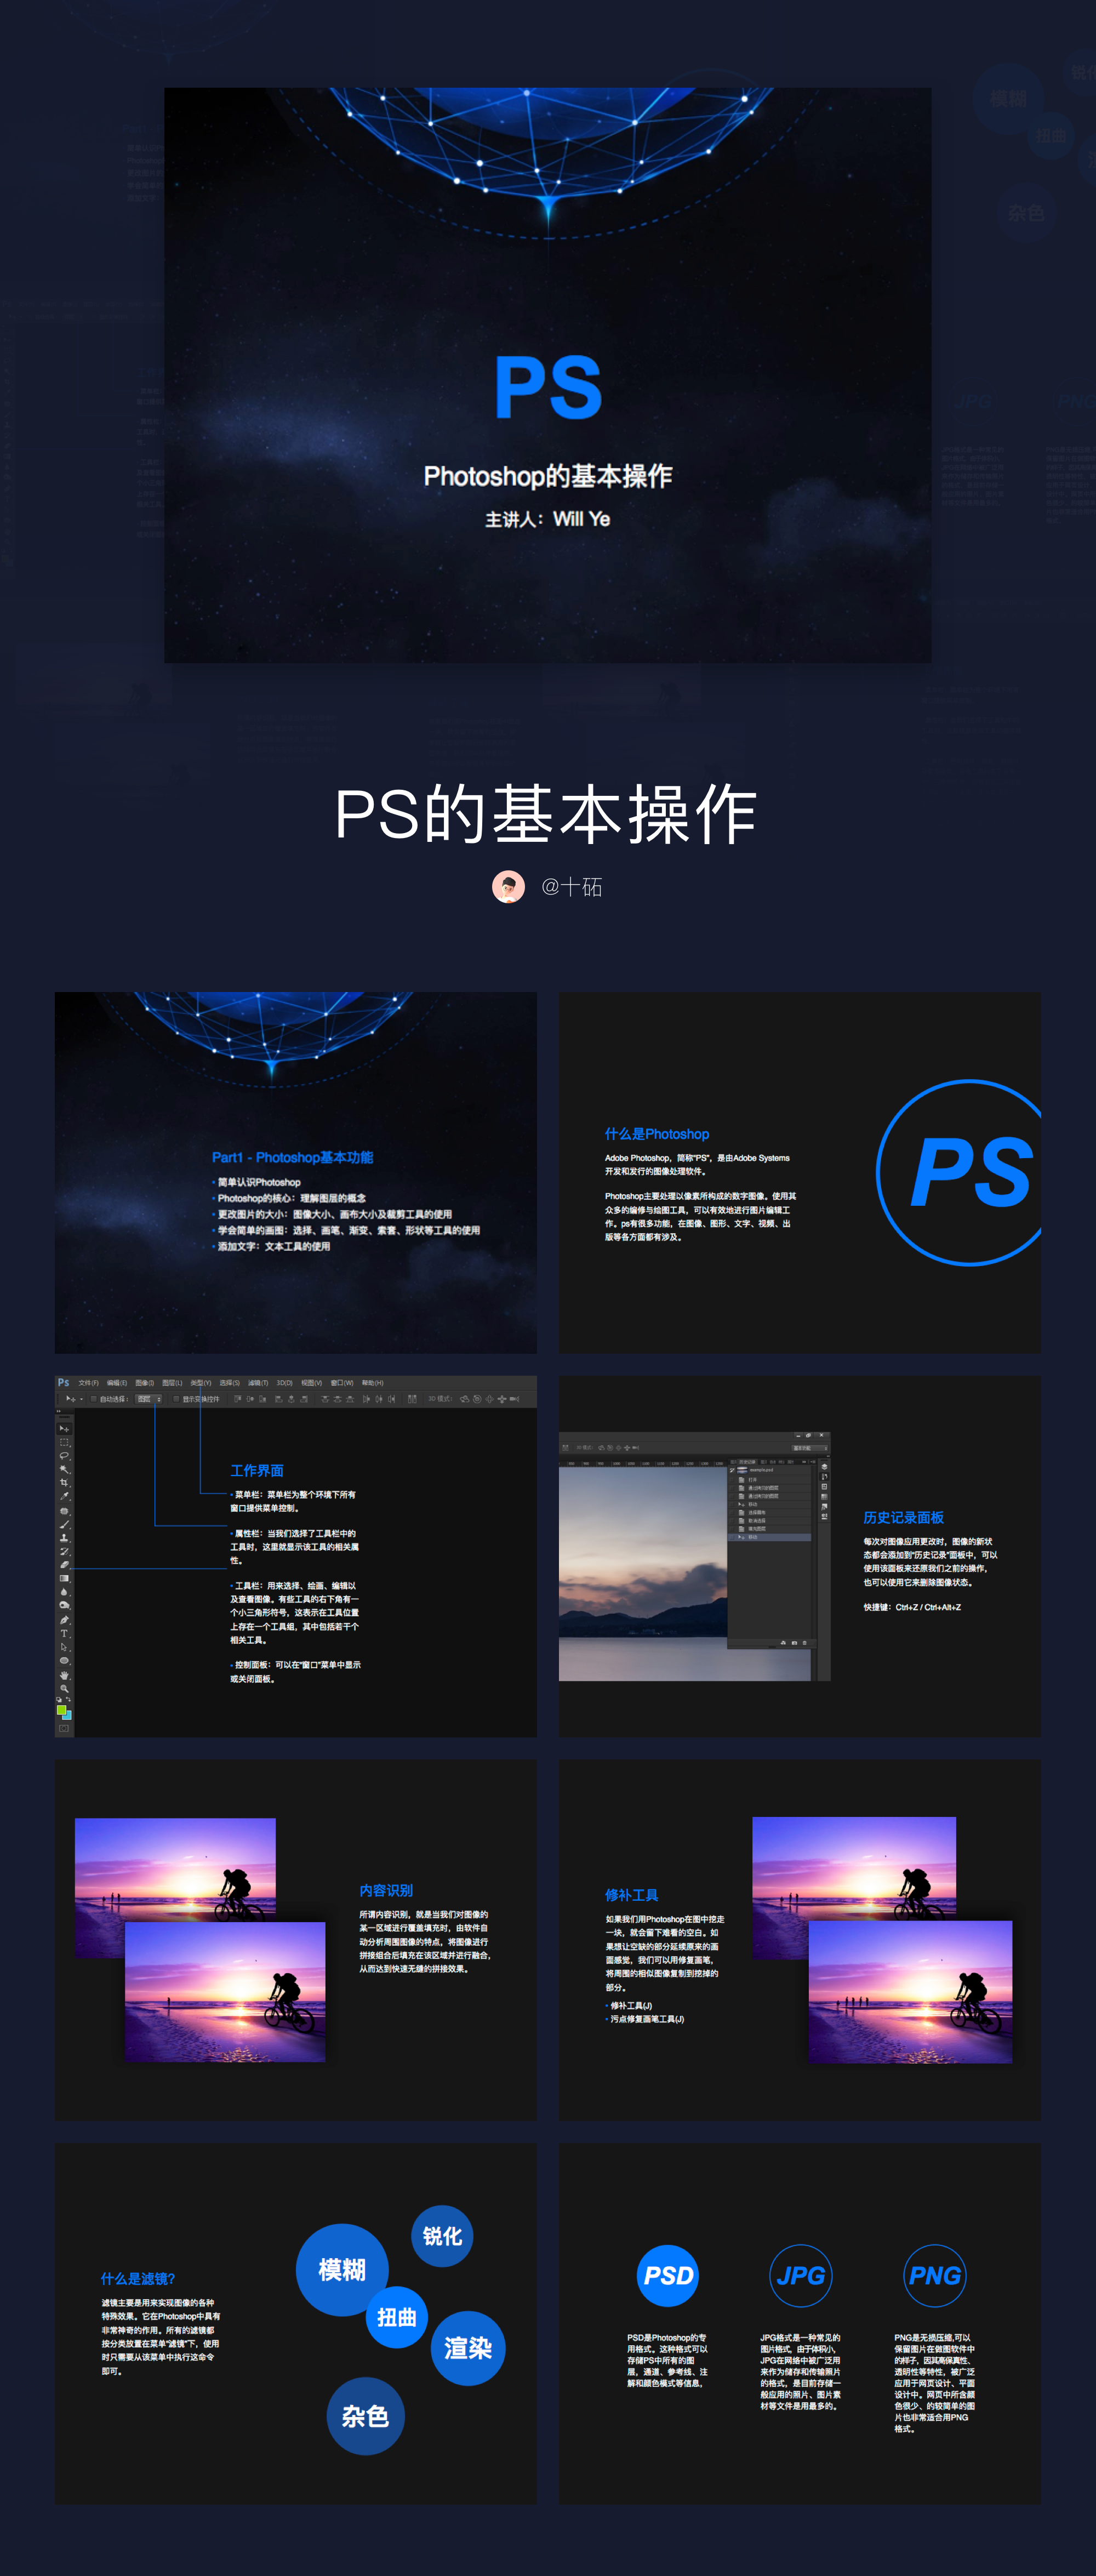 PS
Photoshop的基本操作
主讲人：Will Ye
PS的基本操作
@十砳
Part1 - Photoshop基本功能
• 简单认识Photoshop
• Photoshop的核心：理解图层的概念
• 更改图片的大小：图像大小、画布大小及裁剪工具的使用
• 学会简单的画图：选择、画笔、渐变、索套、形状等工具的使用
• 添加文字：文本工具的使用
什么是Photoshop
Adobe Photoshop，简称“PS”，是由Adobe Systems
开发和发行的图像处理软件。
Photoshop主要处理以像素所构成的数字图像。使用其
众多的编修与绘图工具，可以有效地进行图片编辑工
作。ps有很多功能，在图像、图形、文字、视频、出
版等各方面都有涉及。
PS
Ps 文件(F) 编辑(E) 图像(I) 图层(L) 类型(Y) 选择(S) 滤镜(T) 3D(D) 视图(V) 窗口(W) 帮助(H)
自动选择： 图层 显示变换控件 3D 模式：
工作界面
• 菜单栏：菜单栏为整个环境下所有
窗口提供菜单控制。
• 属性栏：当我们选择了工具栏中的
工具时，这里就显示该工具的相关属
性。
• 工具栏：用来选择、绘画、编辑以
及查看图像。有些工具的右下角有一
个小三角形符号，这表示在工具位置
上存在一个工具组，其中包括若干个
相关工具。
• 控制面板：可以在“窗口”菜单中显示
或关闭面板。
历史记录面板
每次对图像应用更改时，图像的新状
态都会添加到“历史记录”面板中，可以
使用该面板来还原我们之前的操作，
也可以使用它来删除图像状态。
快捷键：Ctrl+Z / Ctrl+Alt+Z
内容识别
所谓内容识别，就是当我们对图像的
某一区域进行覆盖填充时，由软件自
动分析周围图像的特点，将图像进行
拼接组合后填充在该区域并进行融合，
从而达到快速无缝的拼接效果。
修补工具
如果我们用Photoshop在图中挖走
一块，就会留下难看的空白。如
果想让空缺的部分延续原来的画
面感觉，我们可以用修复画笔，
将周围的相似图像复制到挖掉的
部分。
• 修补工具(J)
• 污点修复画笔工具(J)
什么是滤镜?
滤镜主要是用来实现图像的各种
特殊效果。它在Photoshop中具有
非常神奇的作用。所有的滤镜都
按分类放置在菜单“滤镜”下，使用
时只需要从该菜单中执行这命令
即可。
锐化
模糊
扭曲
渲染
杂色
PSD
PSD是Photoshop的专
用格式。这种格式可以
存储PS中所有的图
层，通道、参考线、注
解和颜色模式等信息，
JPG
JPG格式是一种常见的
图片格式，由于体积小，
JPG在网络中被广泛用
来作为储存和传输照片
的格式，是目前存储一
般应用的照片、图片素
材等文件是用最多的。
PNG
PNG是无损压缩,可以
保留图片在做图软件中
的样子，因其高保真性、
透明性等特性，被广泛
应用于网页设计、平面
设计中。网页中所含颜
色很少、的较简单的图
片也非常适合用PNG
格式。